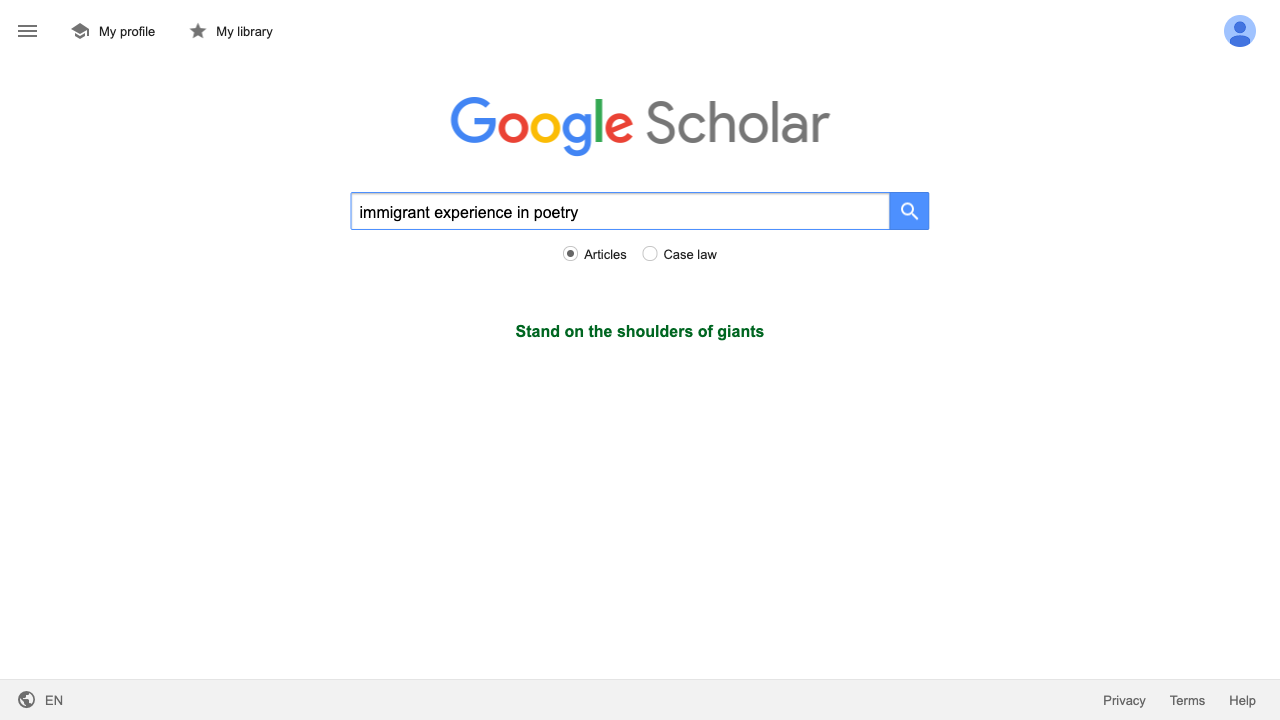 My profile
My library
Google Scholar
immigrant experience in poetry
Articles
Case law
Stand on the shoulders of giants
EN
Privacy
Terms
Help